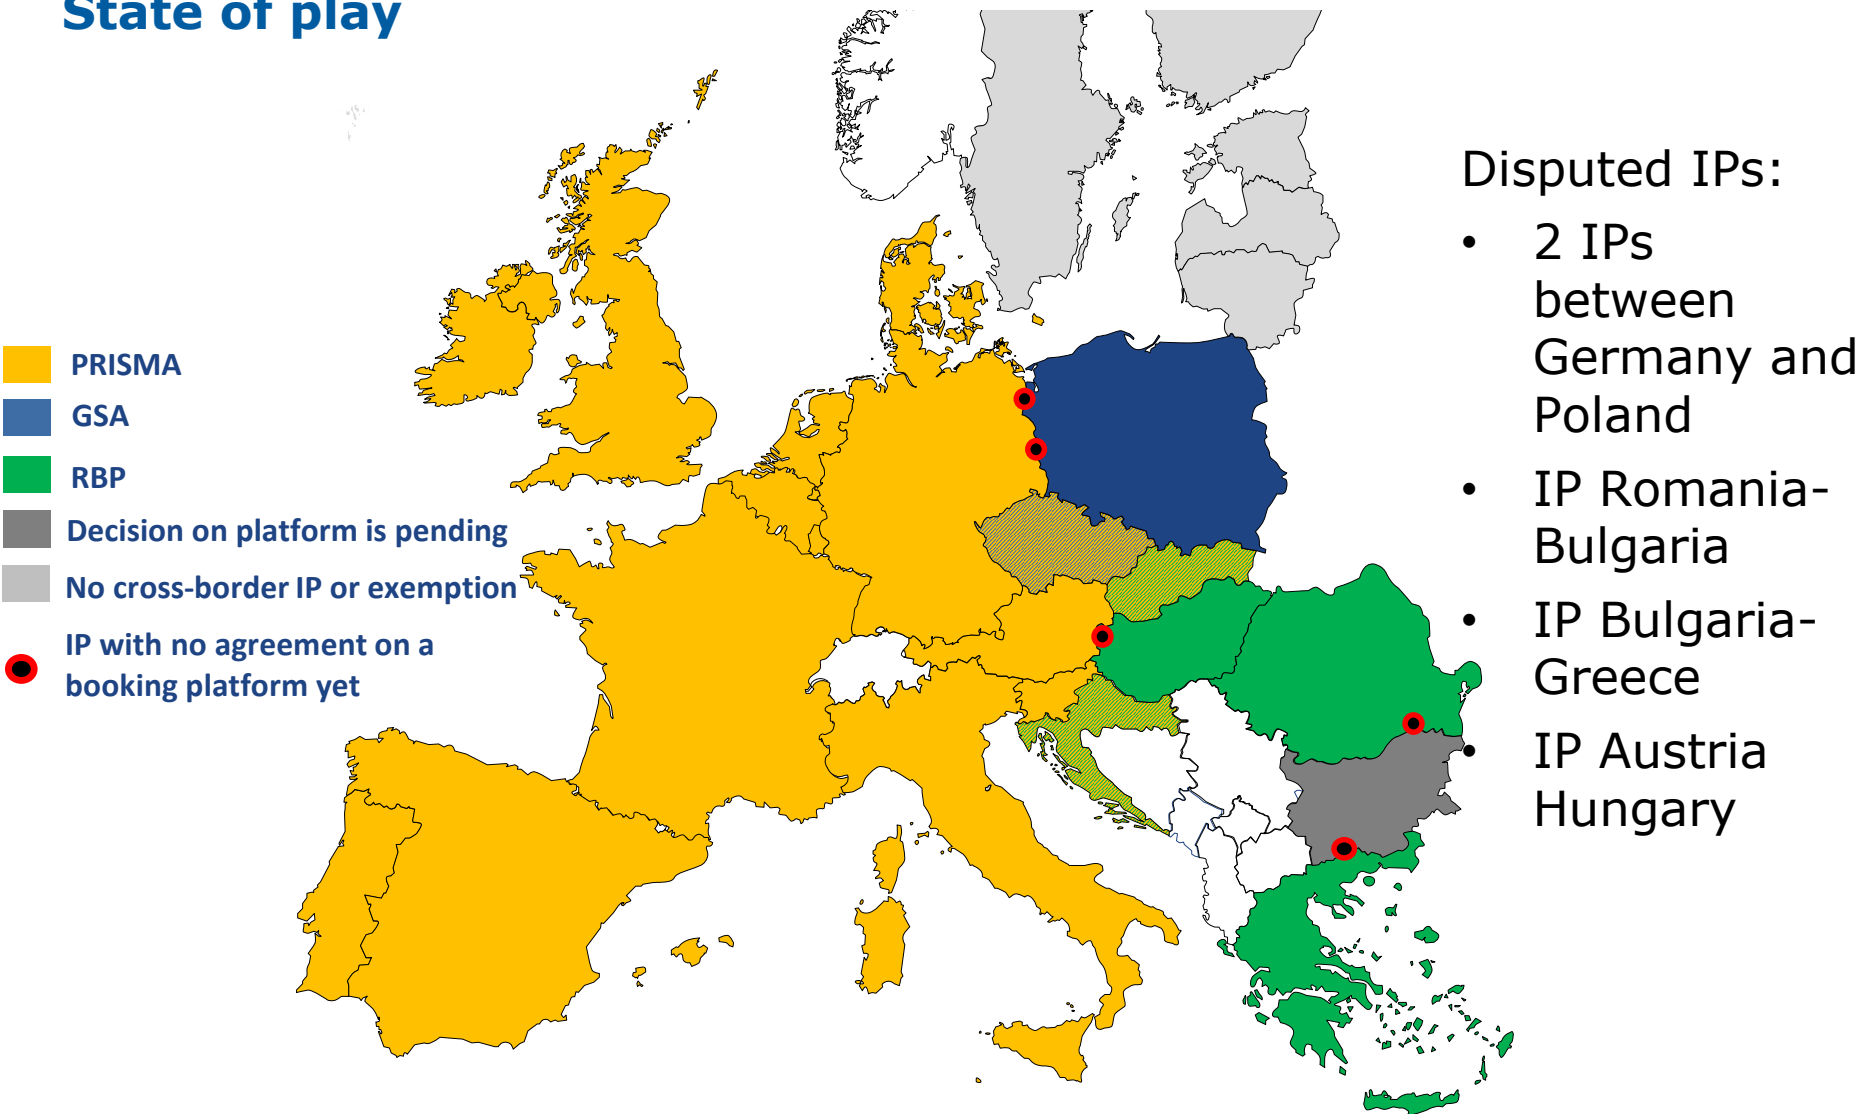 State of play
PRISMA
GSA
RBP
Decision on platform is pending
No cross-border IP or exemption
IP with no agreement on a
booking platform yet
Disputed IPs:
• 2 IPs
between
Germany and
Poland
• IP Romania-
Bulgaria
• IP Bulgaria-
Greece
• IP Austria
Hungary